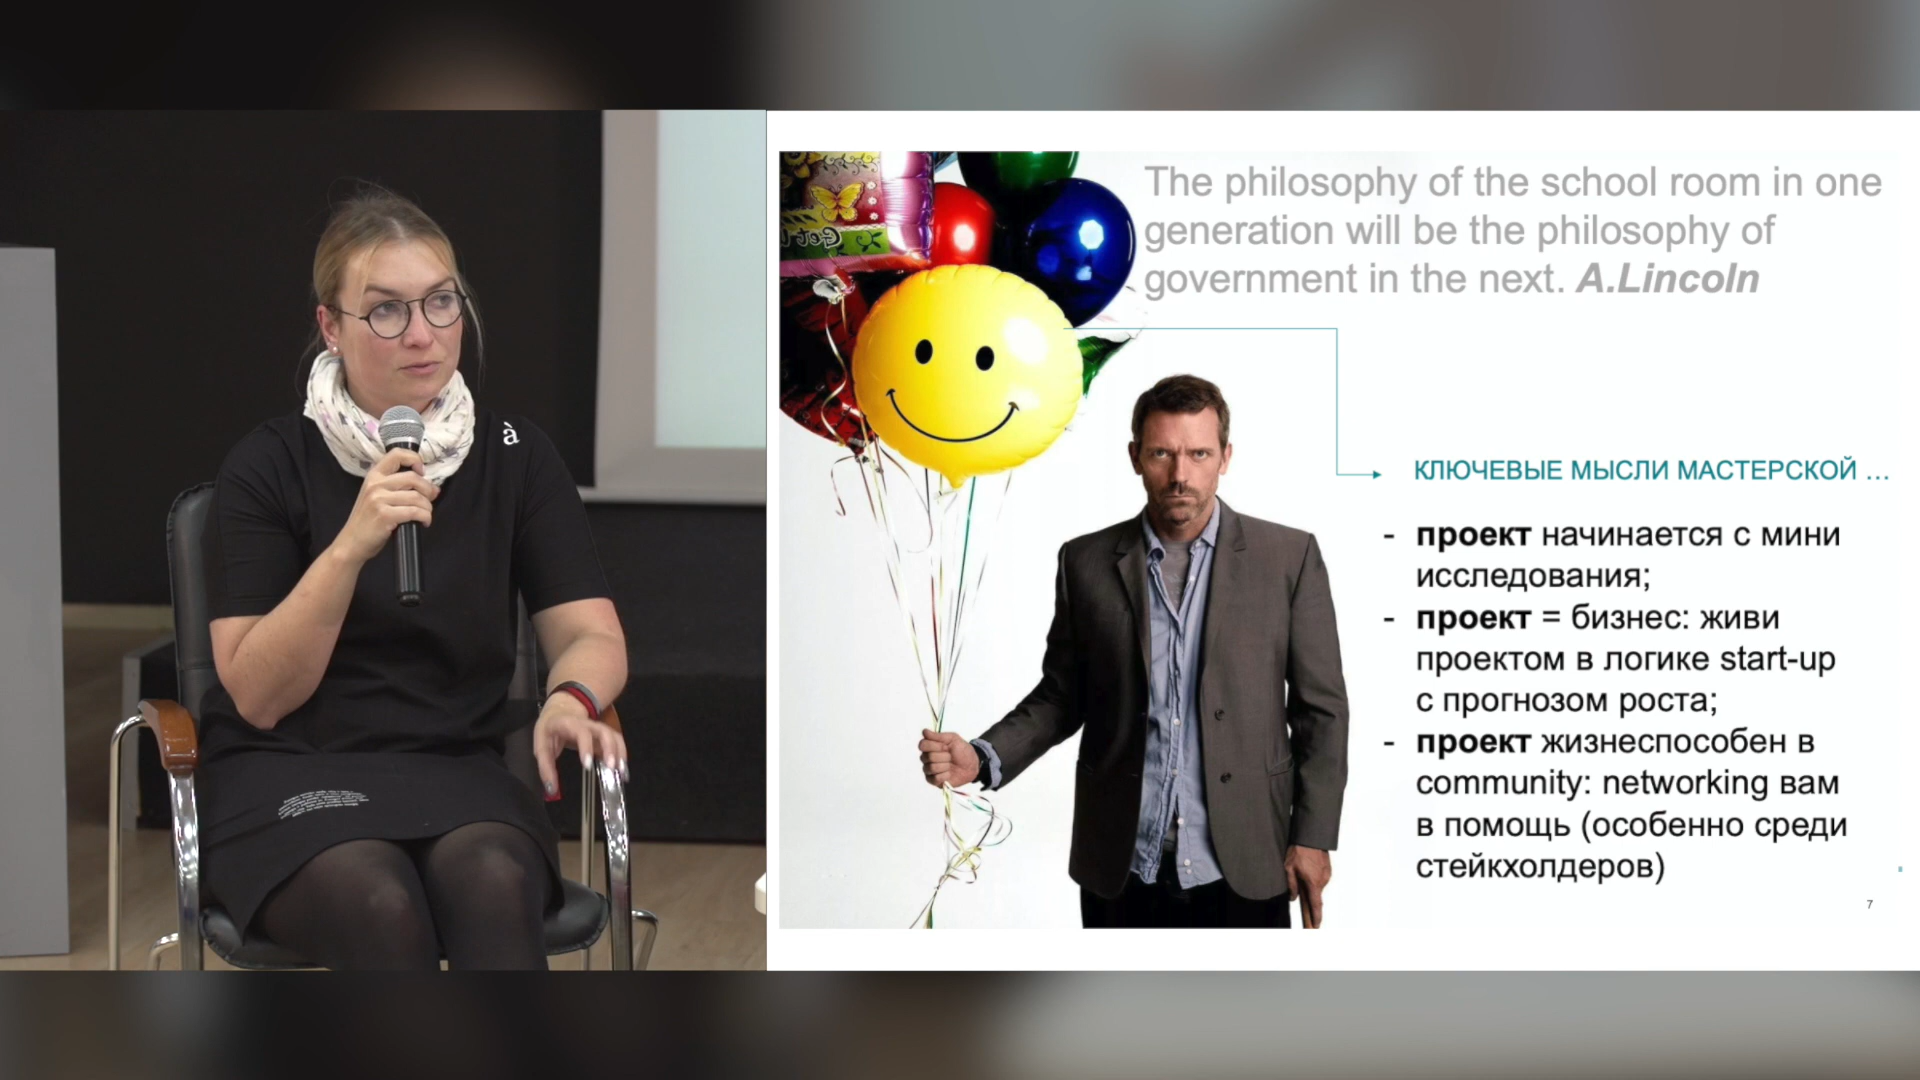 The philosophy of the school room in one
generation will be the philosophy of
government in the next. A.Lincoln
КЛЮЧЕВЫЕ МЫСЛИ МАСТЕРСКОЙ ...
- проект начинается с мини
исследования;
- проект = бизнес: живи
проектом в логике start-up
с прогнозом роста;
- проект жизнеспособен в
community: networking вам
в помощь (особенно среди
стейкхолдеров)
7
à